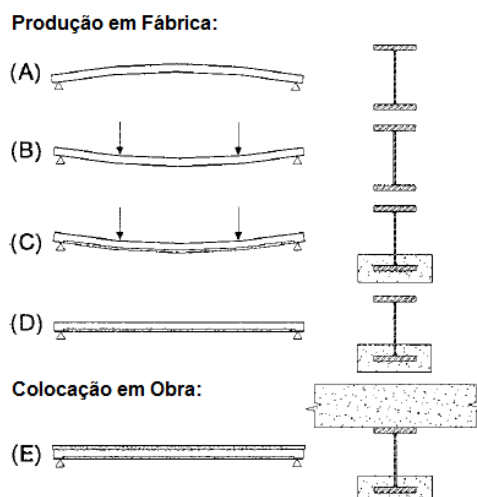 Produção em Fábrica:
(A)
(B)
(C)
(D)
Colocação em Obra:
(E)